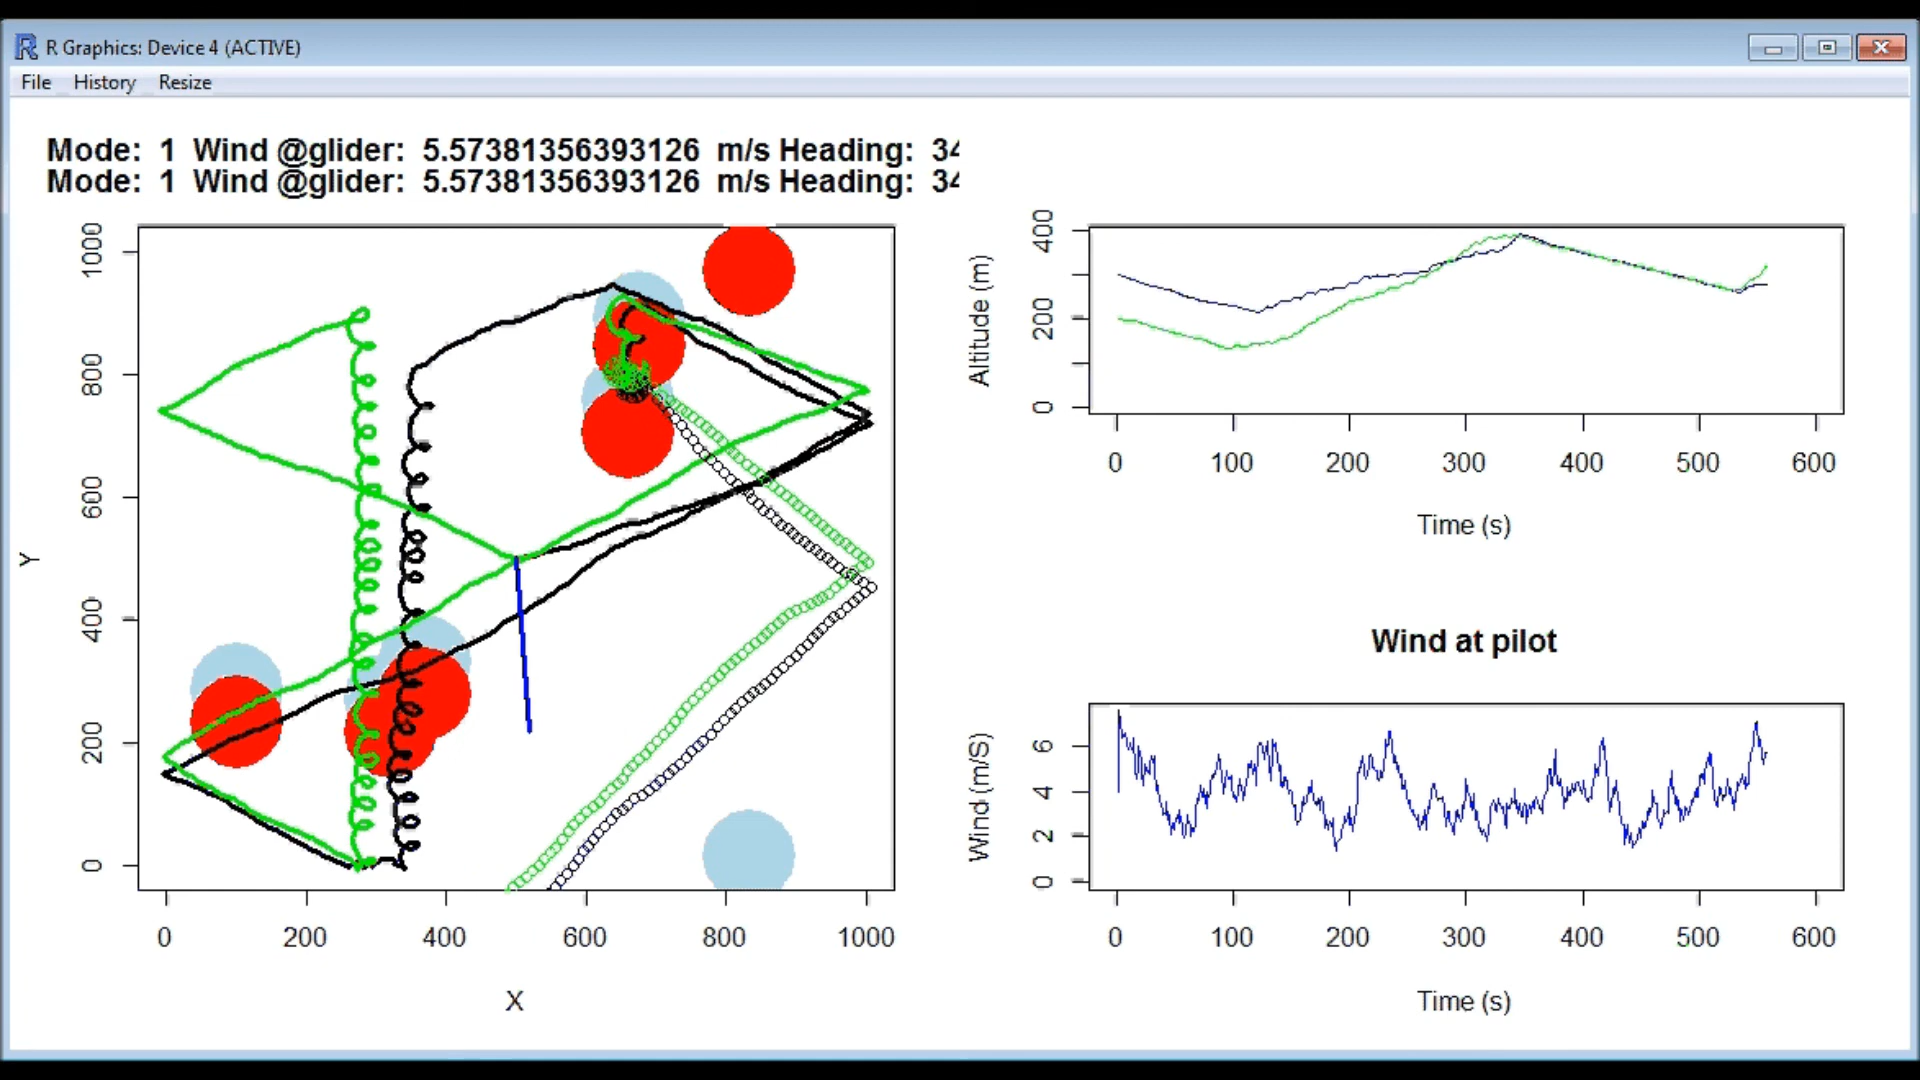 R Graphics: Device 4 (ACTIVE)
File History Resize
Mode: 1 Wind @glider: 5.57381356393126 m/s Heading: 34
Mode: 1 Wind @glider: 5.57381356393126 m/s Heading: 34
1000
800
600
400
200
0
Y
0 200 400 600 800 1000
X
400
200
0
Altitude (m)
0 100 200 300 400 500 600
Time (s)
Wind at pilot
6
4
2
0
Wind (m/S)
0 100 200 300 400 500 600
Time (s)